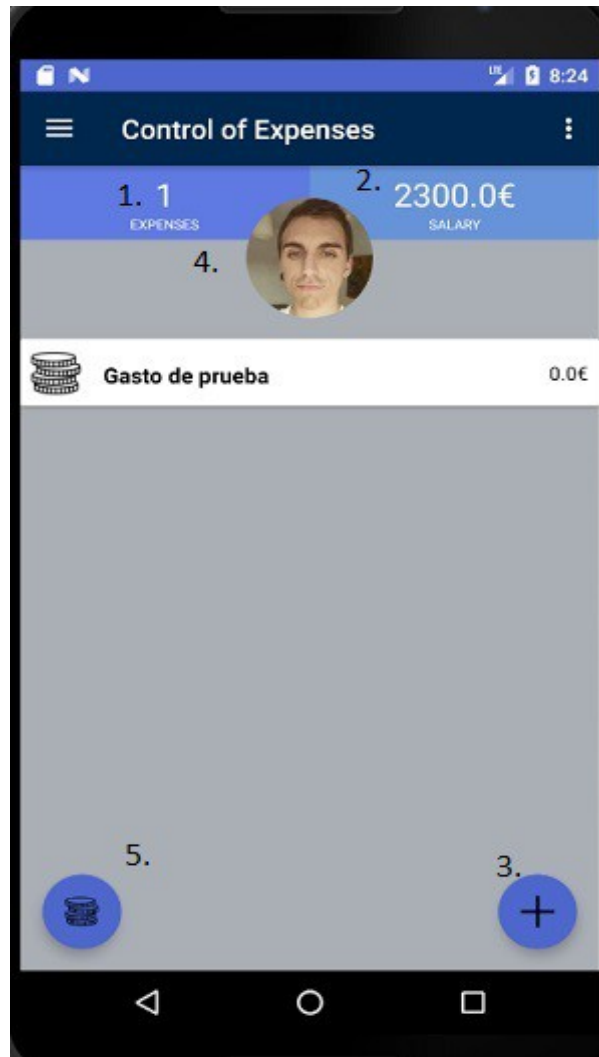 LTE 8:24
Control of Expenses
1. 1
EXPENSES
2. 2300.0€
SALARY
4.
Gasto de prueba 0.0€
5.
3.